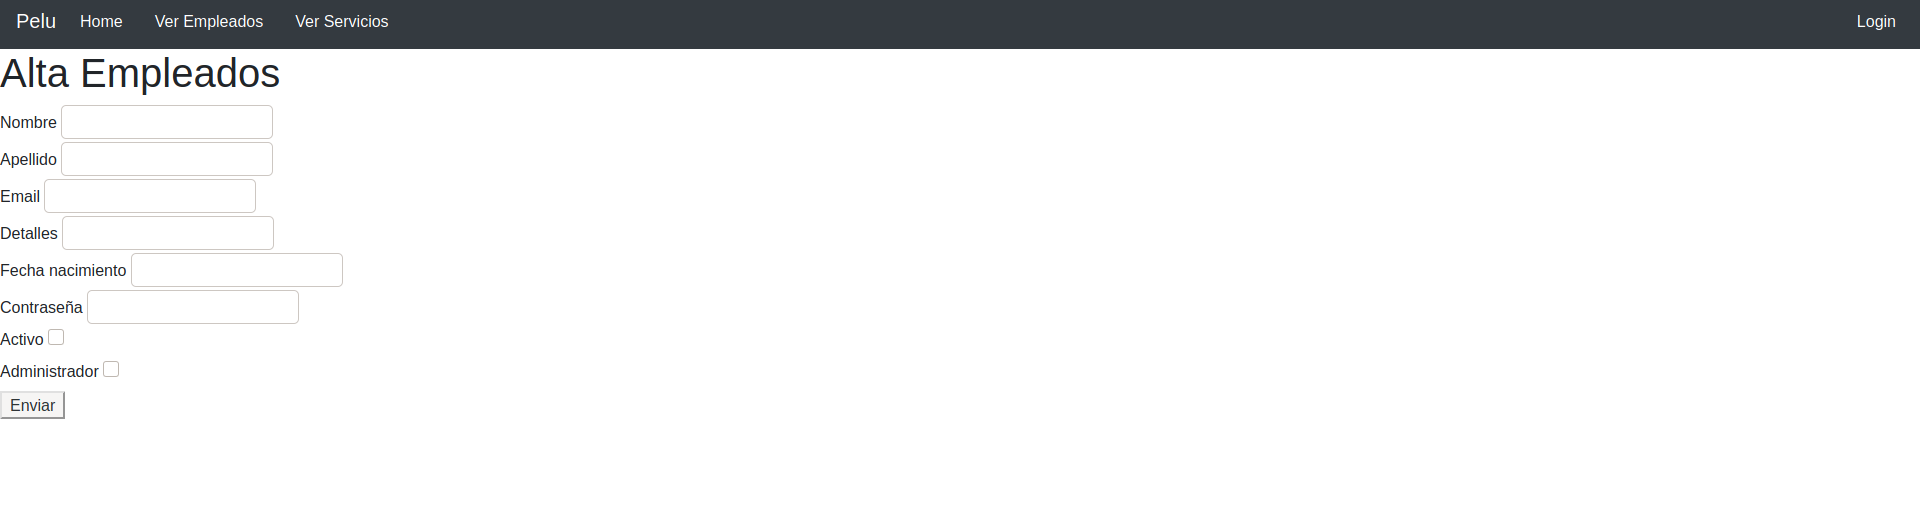 Pelu Home Ver Empleados Ver Servicios Login
Alta Empleados
Nombre
Apellido
Email
Detalles
Fecha nacimiento
Contraseña
Activo
Administrador
Enviar